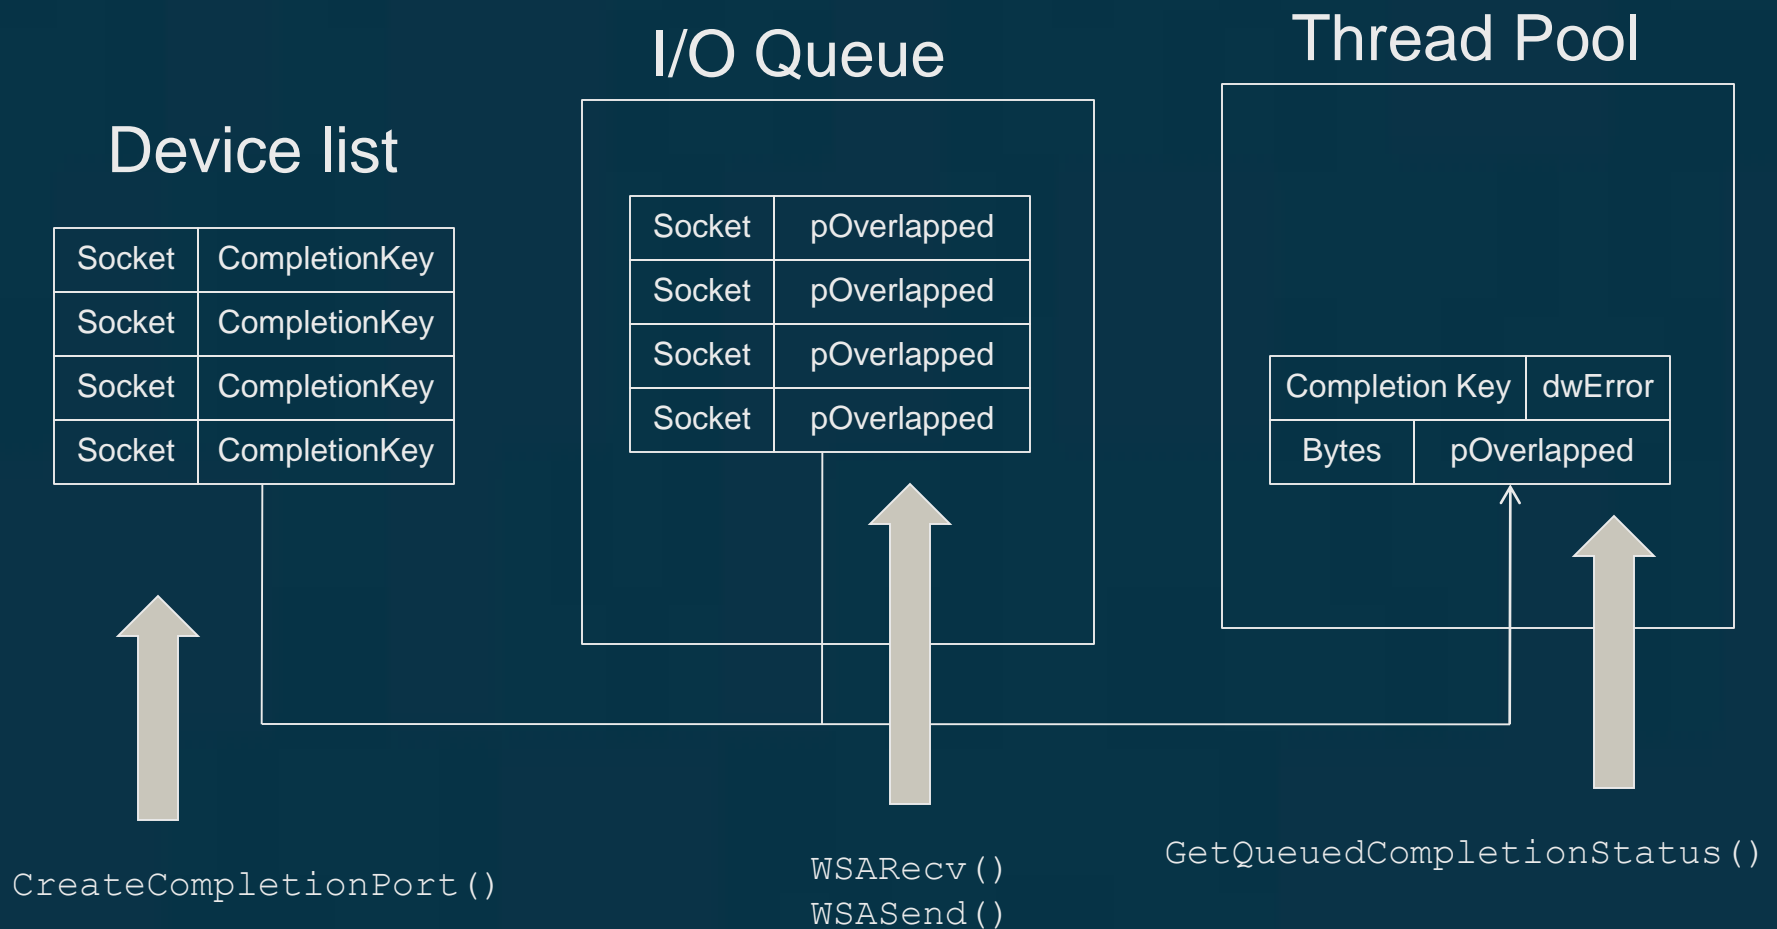 Device list
Socket CompletionKey
Socket CompletionKey
Socket CompletionKey
Socket CompletionKey
CreateCompletionPort()
I/O Queue
Socket pOverlapped
Socket pOverlapped
Socket pOverlapped
Socket pOverlapped
WSARecv()
WSASend()
Thread Pool
Completion Key dwError
Bytes pOverlapped
GetQueuedCompletionStatus()